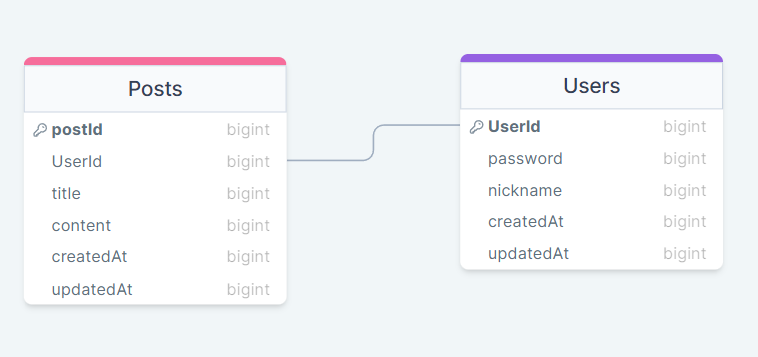 Posts
postId bigint
UserId bigint
title bigint
content bigint
createdAt bigint
updatedAt bigint
Users
UserId bigint
password bigint
nickname bigint
createdAt bigint
updatedAt bigint